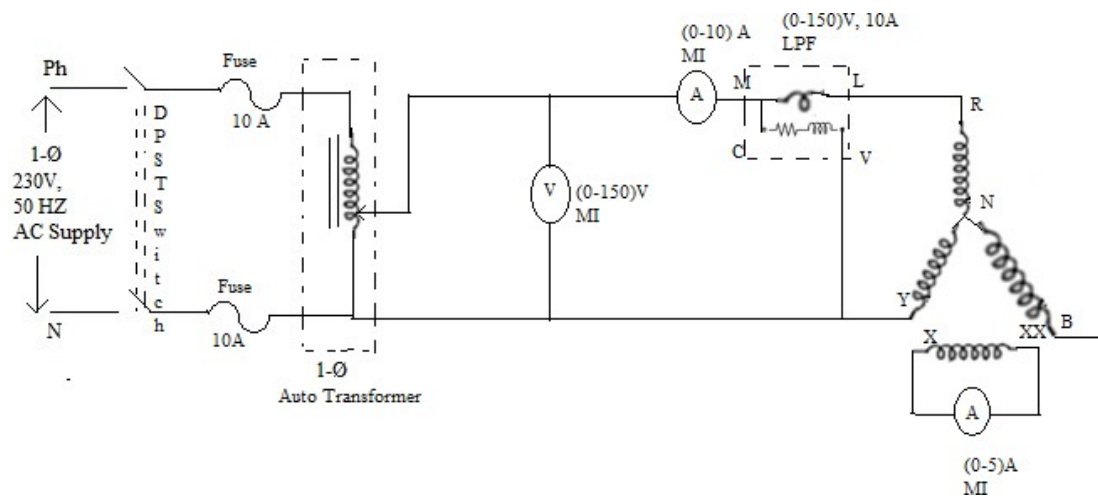 (0-150)V, 10A
LPF
(0-10) A
MI
Ph
Fuse
10 A
M
L
A
R
DPSTSwitch
1-Ø
230V,
50 HZ
AC Supply
C
V
V
(0-150)V
MI
N
Y
Fuse
N
10A
X
XX
B
1-Ø
Auto Transformer
A
(0-5)A
MI